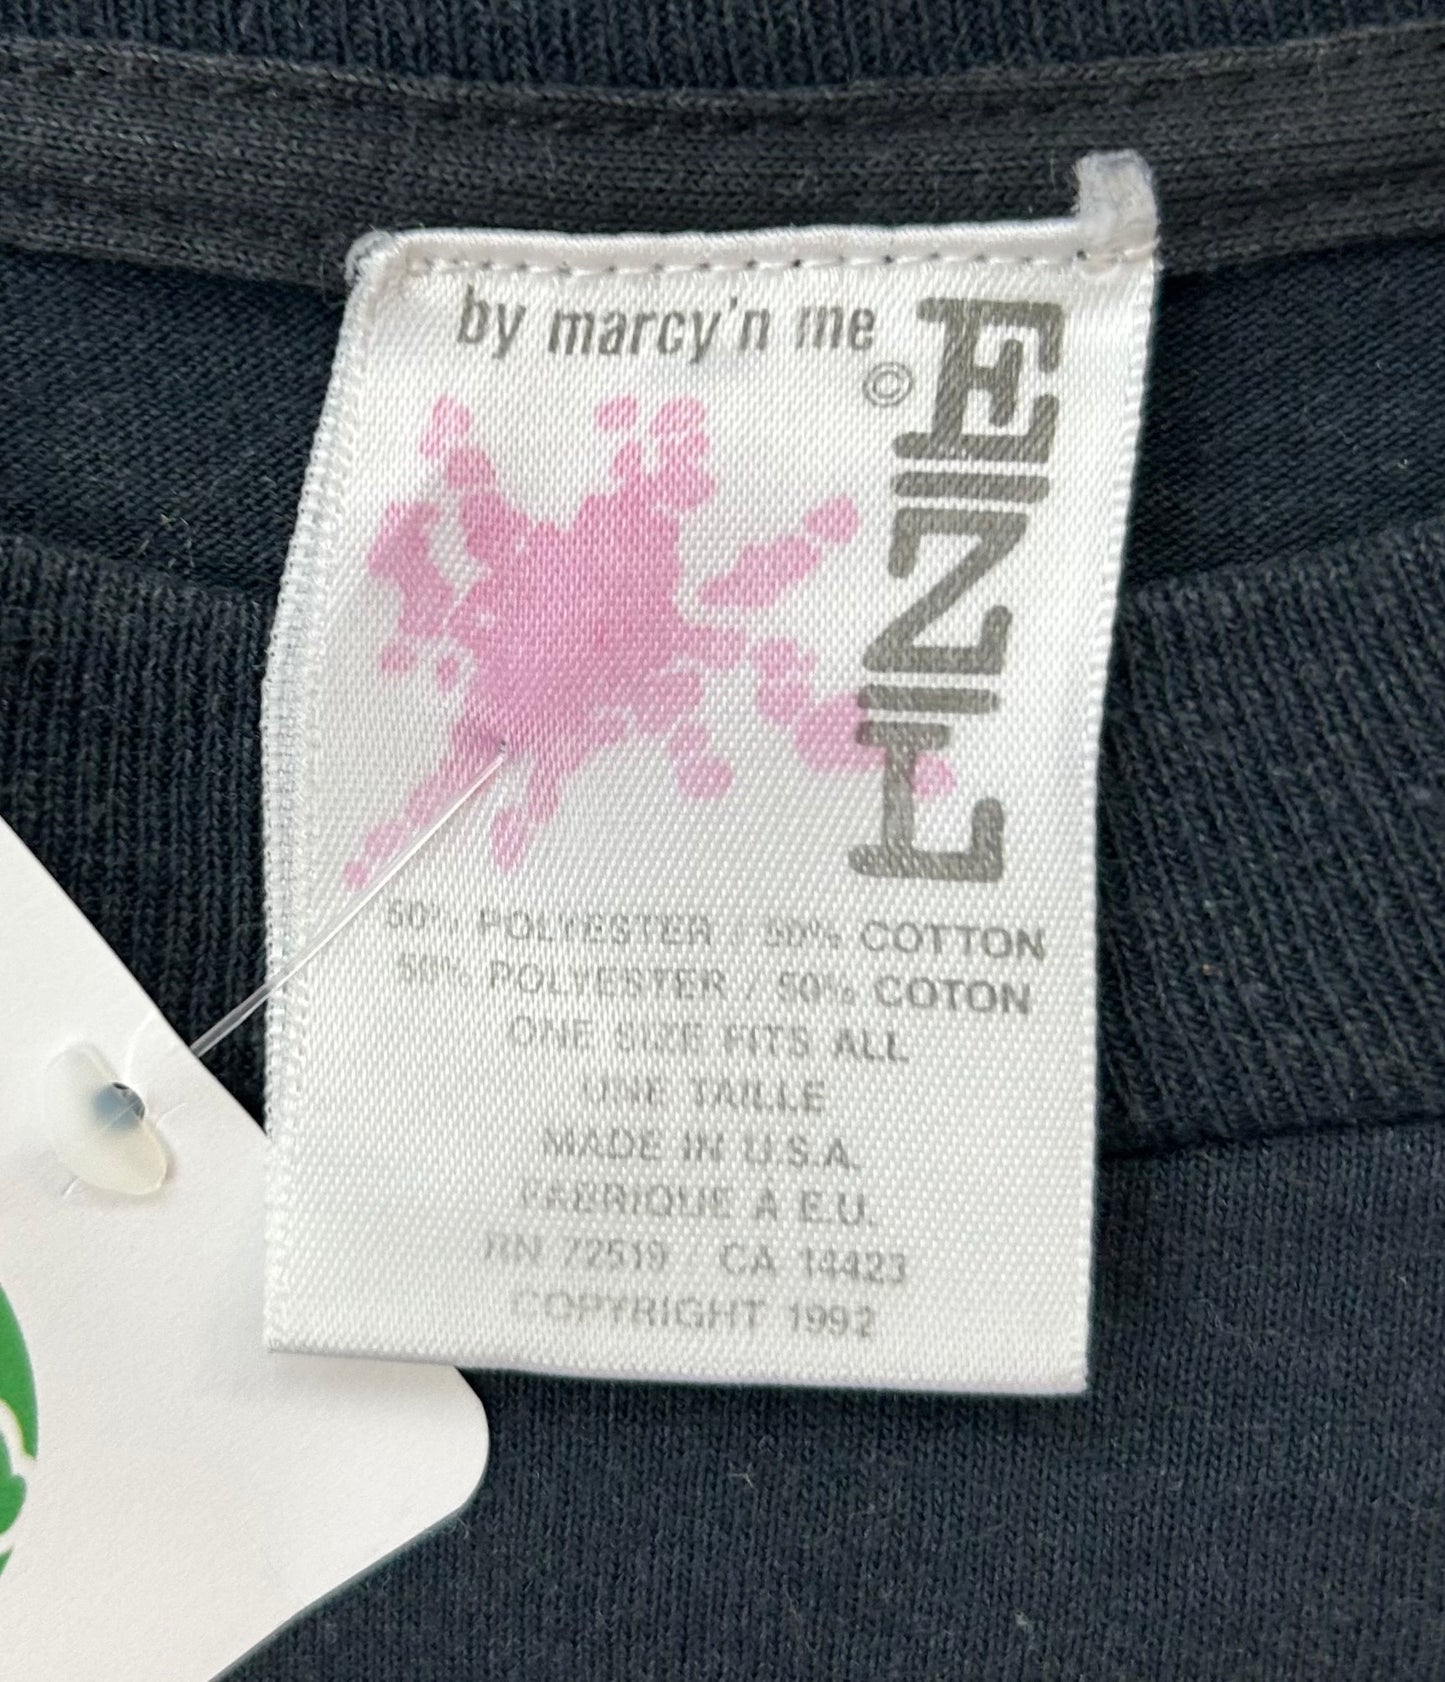 by marcy'n me
©
ENZL
50% POLYESTER / 50% COTTON
50% POLYESTER / 50% COTON
ONE SIZE FITS ALL
UNE TAILLE
MADE IN U.S.A.
FABRIQUE A E.U.
RN 72519 / CA 14423
COPYRIGHT 1992